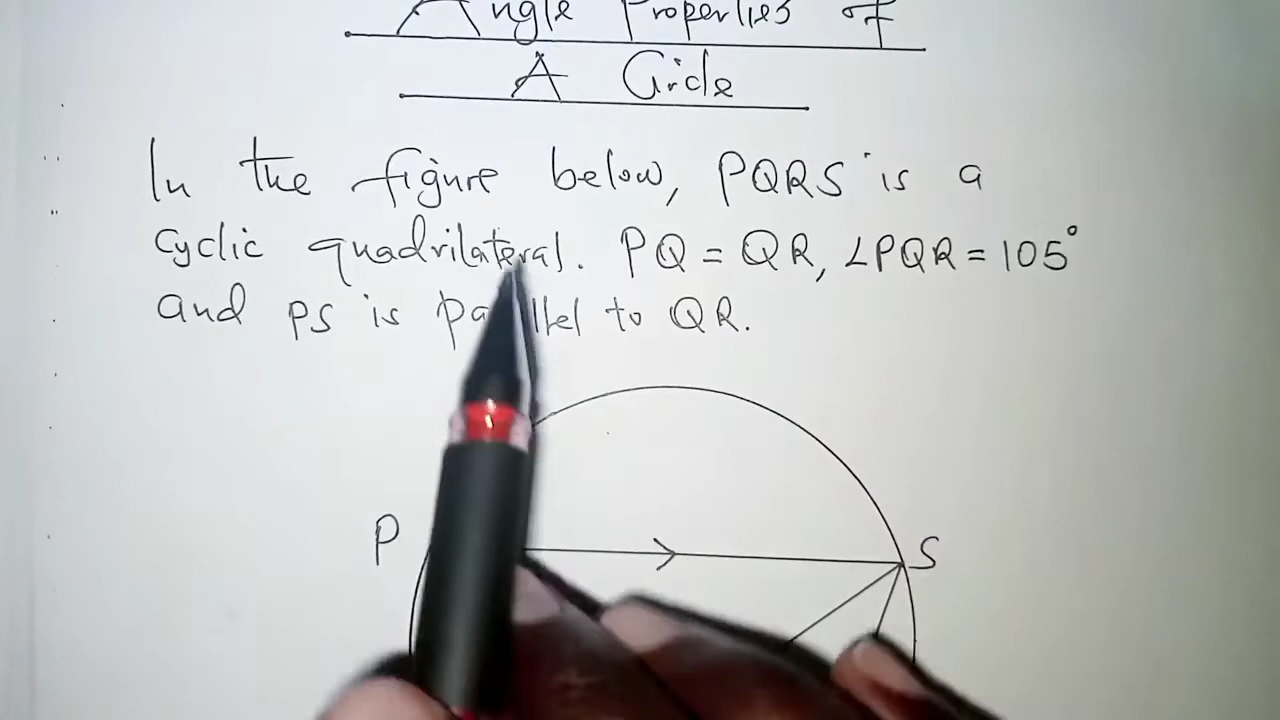 Angle Properties of
A Circle
In the figure below, PQRS is a
cyclic quadrilateral. PQ = QR, ∠PQR = 105°
and PS is parallel to QR.
P
S